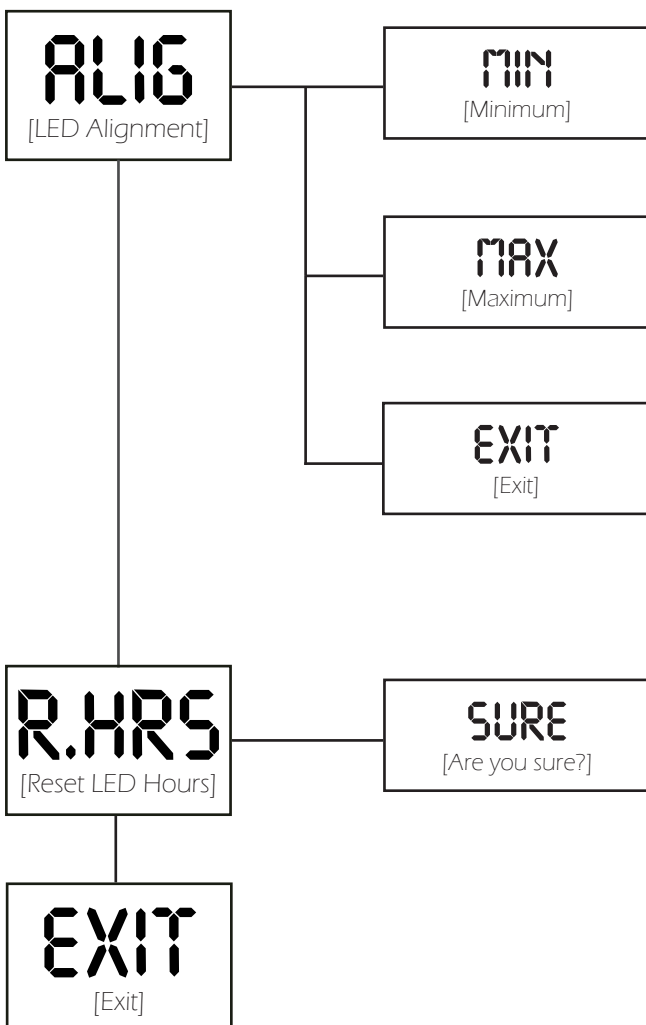 ALIG
[LED Alignment]
MIN
[Minimum]
MAX
[Maximum]
EXIT
[Exit]
R.HRS
[Reset LED Hours]
SURE
[Are you sure?]
EXIT
[Exit]